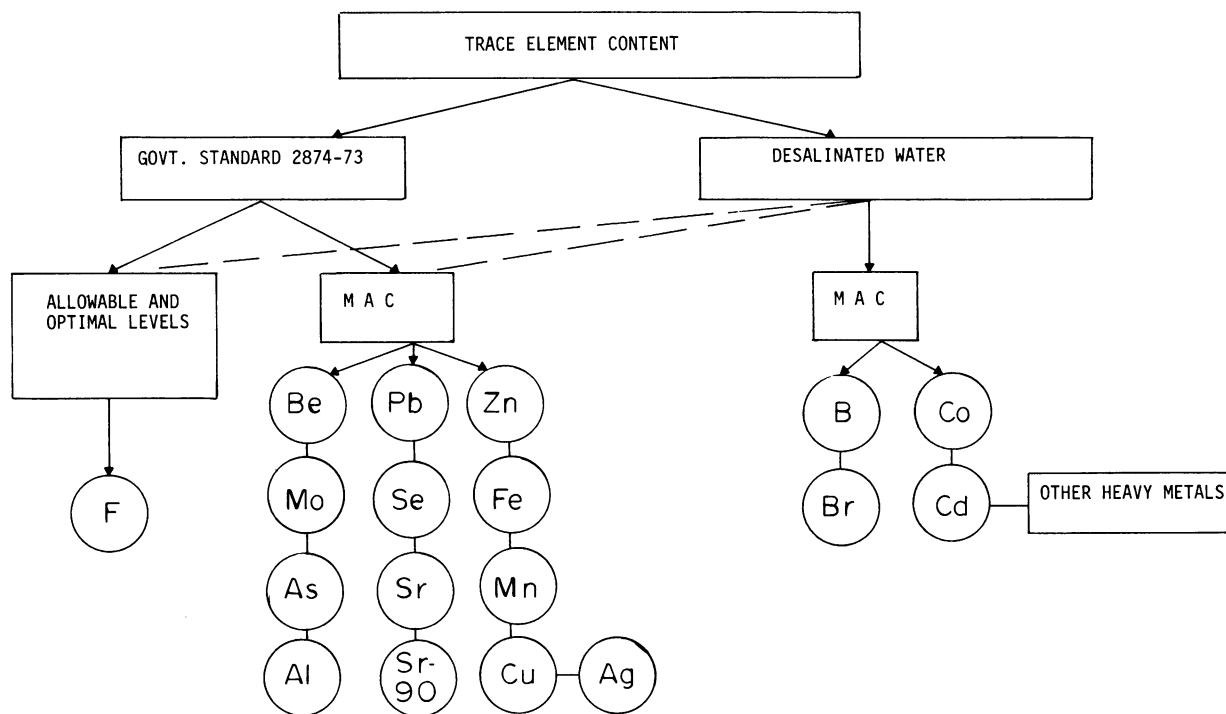 TRACE ELEMENT CONTENT
GOVT. STANDARD 2874-73
DESALINATED WATER
ALLOWABLE AND
OPTIMAL LEVELS
M A C
M A C
Be
Pb
Zn
B
Co
Mo
Se
Fe
F
Br
Cd
OTHER HEAVY METALS
As
Sr
Mn
Al
Sr-
90
Cu
Ag